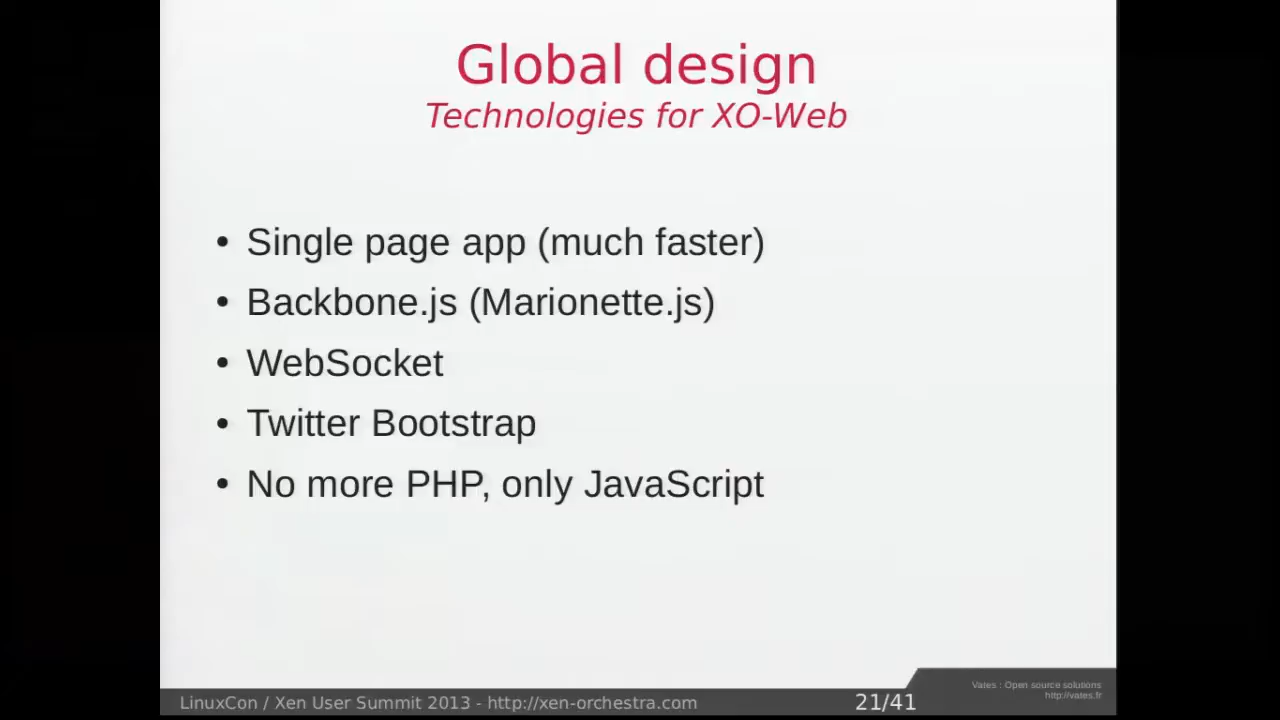 Global design
Technologies for XO-Web
• Single page app (much faster)
• Backbone.js (Marionette.js)
• WebSocket
• Twitter Bootstrap
• No more PHP, only JavaScript
LinuxCon / Xen User Summit 2013 - http://xen-orchestra.com
21/41
Vates : Open source solutions
http://vates.fr